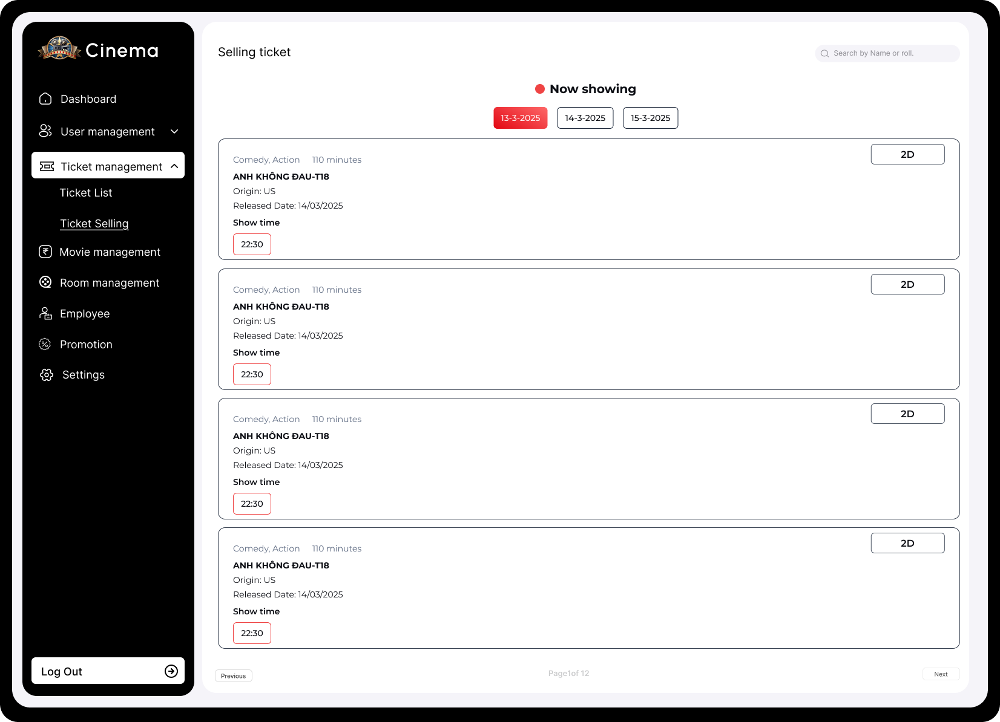 Cinema
Dashboard
User management
Ticket management
Ticket List
Ticket Selling
Movie management
Room management
Employee
Promotion
Settings
Log Out
Selling ticket
Search by Name or roll.
Now showing
13-3-2025 14-3-2025 15-3-2025
Comedy, Action 110 minutes
2D
ANH KHÔNG ĐAU-T18
Origin: US
Released Date: 14/03/2025
Show time
22:30
Comedy, Action 110 minutes
2D
ANH KHÔNG ĐAU-T18
Origin: US
Released Date: 14/03/2025
Show time
22:30
Comedy, Action 110 minutes
2D
ANH KHÔNG ĐAU-T18
Origin: US
Released Date: 14/03/2025
Show time
22:30
Comedy, Action 110 minutes
2D
ANH KHÔNG ĐAU-T18
Origin: US
Released Date: 14/03/2025
Show time
22:30
Previous
Page1of 12
Next